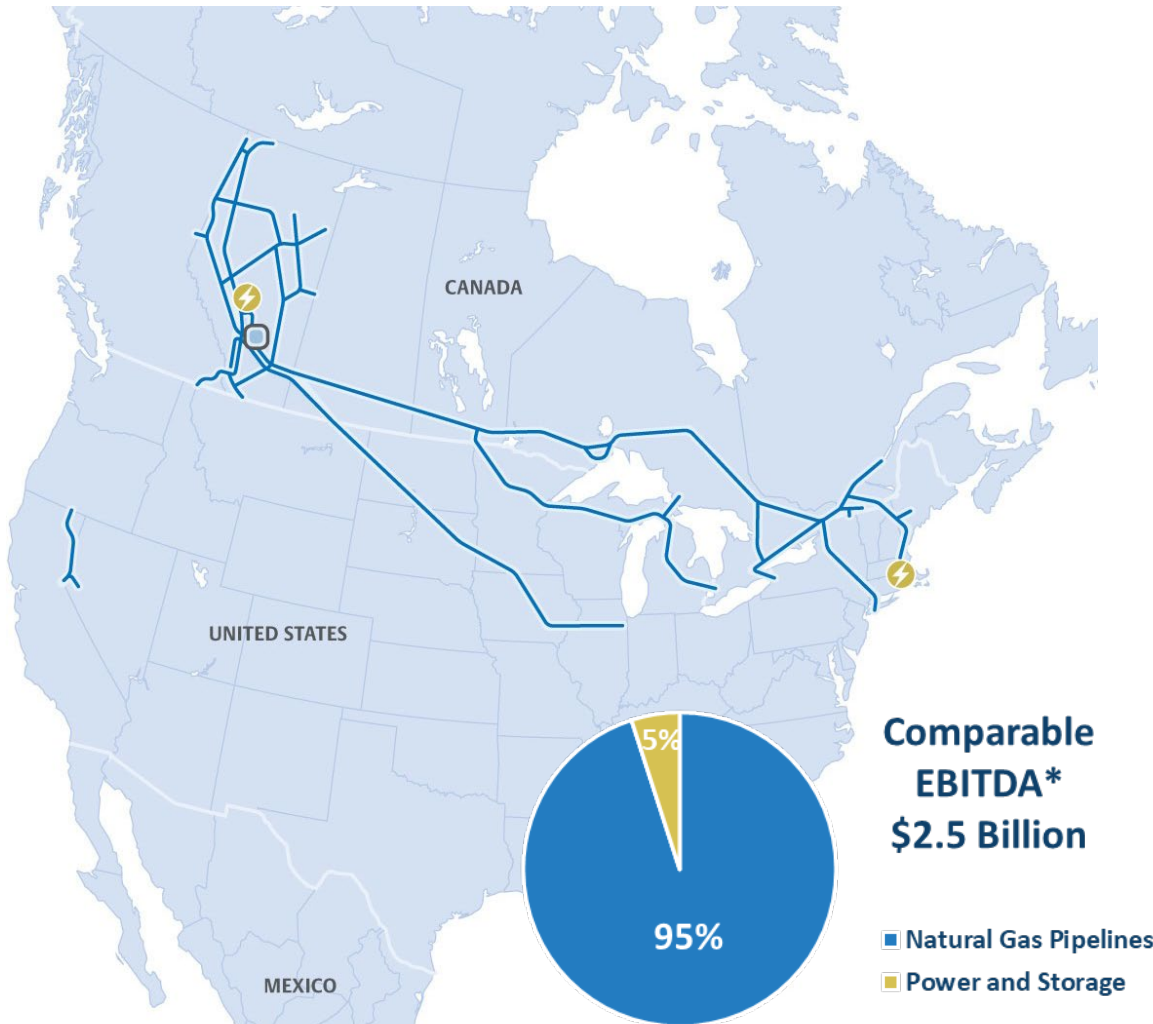 CANADA
UNITED STATES
MEXICO
5%
95%
Comparable
EBITDA*
$2.5 Billion
Natural Gas Pipelines
Power and Storage